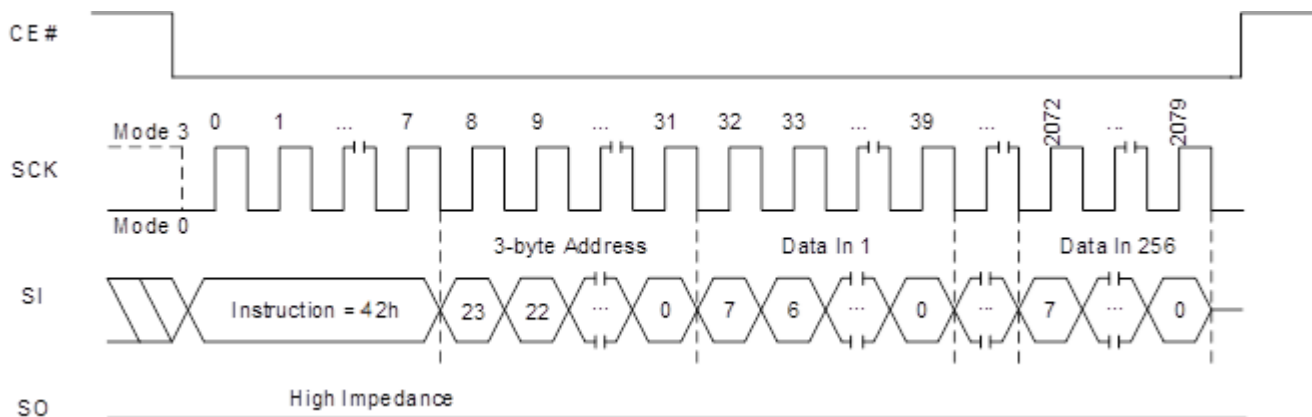 CE#
0 1 ... 7 8 9 ... 31 32 33 ... 39 ... 2072 ... 2079
Mode 3
SCK
Mode 0
3-byte Address Data In 1 Data In 256
SI Instruction = 42h 23 22 ... 0 7 6 ... 0 ... 7 ... 0
High Impedance
SO